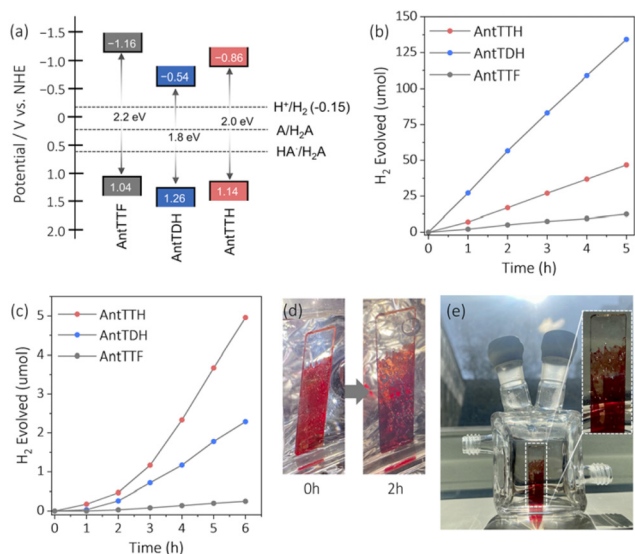 (a)
Potential / V vs. NHE
−1.5
−1.0
−0.5
0
0.5
1.0
1.5
2.0
−1.16
−0.54
−0.86
2.2 eV
1.8 eV
2.0 eV
H⁺/H₂ (-0.15)
A/H₂A
HA˙/H₂A
1.04
1.26
1.14
AntTTF
AntTDH
AntTTH
(b)
H₂ Evolved (umol)
150
125
100
75
50
25
0
AntTTH
AntTDH
AntTTF
0 1 2 3 4 5
Time (h)
(c)
H₂ Evolved (umol)
5
4
3
2
1
0
AntTTH
AntTDH
AntTTF
0 1 2 3 4 5 6
Time (h)
(d)
0h 2h
(e)